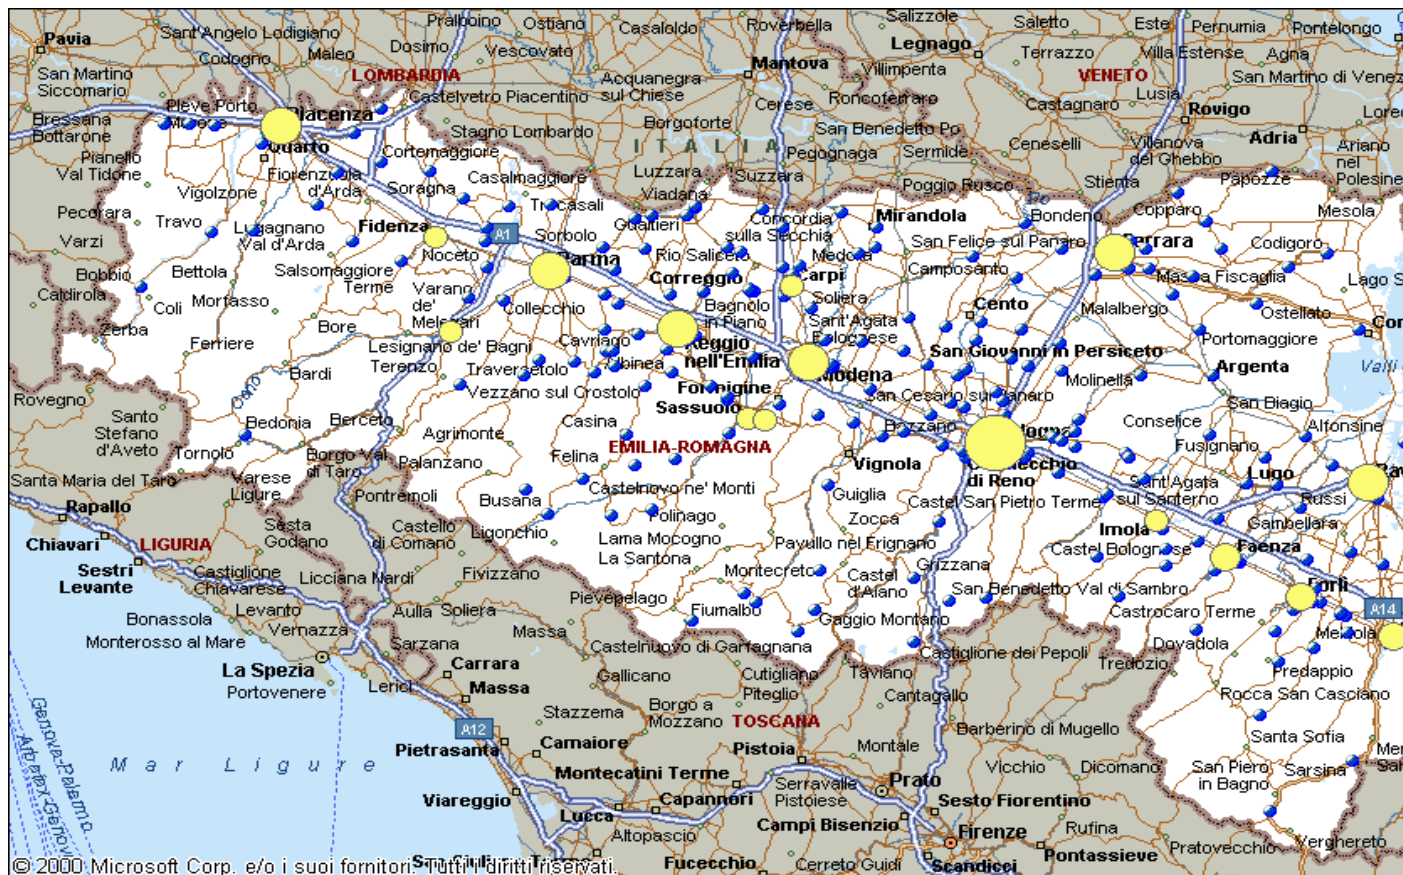 Pavia
Sant'Angelo Lodigiano
Codogno
Maleo
Pralboino
Dosimo
Ostiano
Vescovato
Casaloldo
Roverbella
Salizzole
Legnago
Villimpenta
Saletto
Terrazzo
Este
Pernumia
Pontelongo
Villa Estense
Agna
San Martino
Siccomario
LOMBARDIA
Castelvetro Piacentino
Acquanegra
sul Chiese
Mantova
Cerese
Roncoferraro
VENETO
Castagnaro
Lusia
San Martino di Venez
Rovigo
Bressana
Bottarone
Pieve Porto
Piacenza
Stagno Lombardo
Borgoforte
San Benedetto Po
Pegognaga
Sermide
Ceneselli
Villanova
del Ghebbo
Adria
Loreo
Ariano
nel
Polesine
Pianello
Val Tidone
Quarto
Cortemaggiore
ITALIA
Luzzara
Suzzara
Vigolzone
Fiorenzuola
d'Arda
Soragna
Casalmaggiore
Viadana
Poggio Rusco
Stienta
Papozze
Pecorara
Travo
Lugagnano
Val d'Arda
Fidenza
A1
Trecasali
Gualtieri
Concordia
sulla Secchia
Mirandola
Po
Bondeno
Copparo
Mesola
Varzi
Noceto
Sorbolo
Rio Saliceto
Medolla
San Felice sul Panaro
Ferrara
Codigoro
Bobbio
Bettola
Salsomaggiore
Terme
Parma
Correggio
Carpi
Camposanto
Massa Fiscaglia
Lago S
Caldirola
Coli
Morfasso
Varano
de'
Melegari
Collecchio
Bagnolo
in Piano
Soliera
Cento
Malalbergo
Ostellato
Zerba
Ferriere
Bore
Lesignano de' Bagni
Cavriago
Reggio
nell'Emilia
Sant'Agata
Bolognese
San Giovanni in Persiceto
Portomaggiore
Com
Rovegno
Ceno
Bardi
Terenzo
Traversetolo
Albinea
Modena
Molinella
Argenta
Valli
Vezzano sul Crostolo
Formigine
San Cesario sul Panaro
San Biagio
Santo
Stefano
d'Aveto
Bedonia
Berceto
Casina
Sassuolo
Bazzano
Bologna
Conselice
Fusignano
Alfonsine
Tornolo
Borgo Val
di Taro
Agrimonte
EMILIA-ROMAGNA
Palanzano
Felina
Vignola
Casalecchio
di Reno
Sant'Agata
sul Santerno
Lugo
Russi
Rav
Santa Maria del Taro
Varese
Ligure
Pontremoli
Busana
Castelnovo ne' Monti
Guiglia
Castel San Pietro Terme
Rapallo
Chiavari
LIGURIA
Sesta
Godano
Castello
di Comano
Ligonchio
Polinago
Lama Mocogno
La Santona
Zocca
Pavullo nel Frignano
Imola
Gambellara
Castel Bolognese
Faenza
Sestri
Levante
Castiglione
Chiavarese
Licciana Nardi
Fivizzano
Montecreto
Castel
d'Aiano
Grizzana
San Benedetto Val di Sambro
Forlì
Bonassola
Levanto
Aulla
Soliera
Pievepelago
Fiumalbo
Gaggio Montano
Castrocaro Terme
A14
Monterosso al Mare
Vernazza
Sarzana
Massa
Castelnuovo di Garfagnana
Castiglione dei Pepoli
Dovadola
Meldola
La Spezia
Portovenere
Lerici
Carrara
Massa
Gallicano
Cutigliano
Piteglio
Taviano
Cantagallo
Tredozio
Predappio
Rocca San Casciano
Genova-Palermo
Stazzema
Borgo a
Mozzano
TOSCANA
Barberino di Mugello
A12
Pietrasanta
Camaiore
Pistoia
Montale
Santa Sofia
Mar Ligure
Montecatini Terme
Prato
Vicchio
Dicomano
San Piero
in Bagno
Sarsina
Viareggio
Lucca
Capannori
Serravalle
Pistoiese
Sesto Fiorentino
Altopascio
Campi Bisenzio
Firenze
Rufina
Pontassieve
Pratovecchio
Verghereto
Fucecchio
Cerreto Guidi
Scandicci
© 2000 Microsoft Corp. e/o i suoi fornitori. Tutti i diritti riservati.